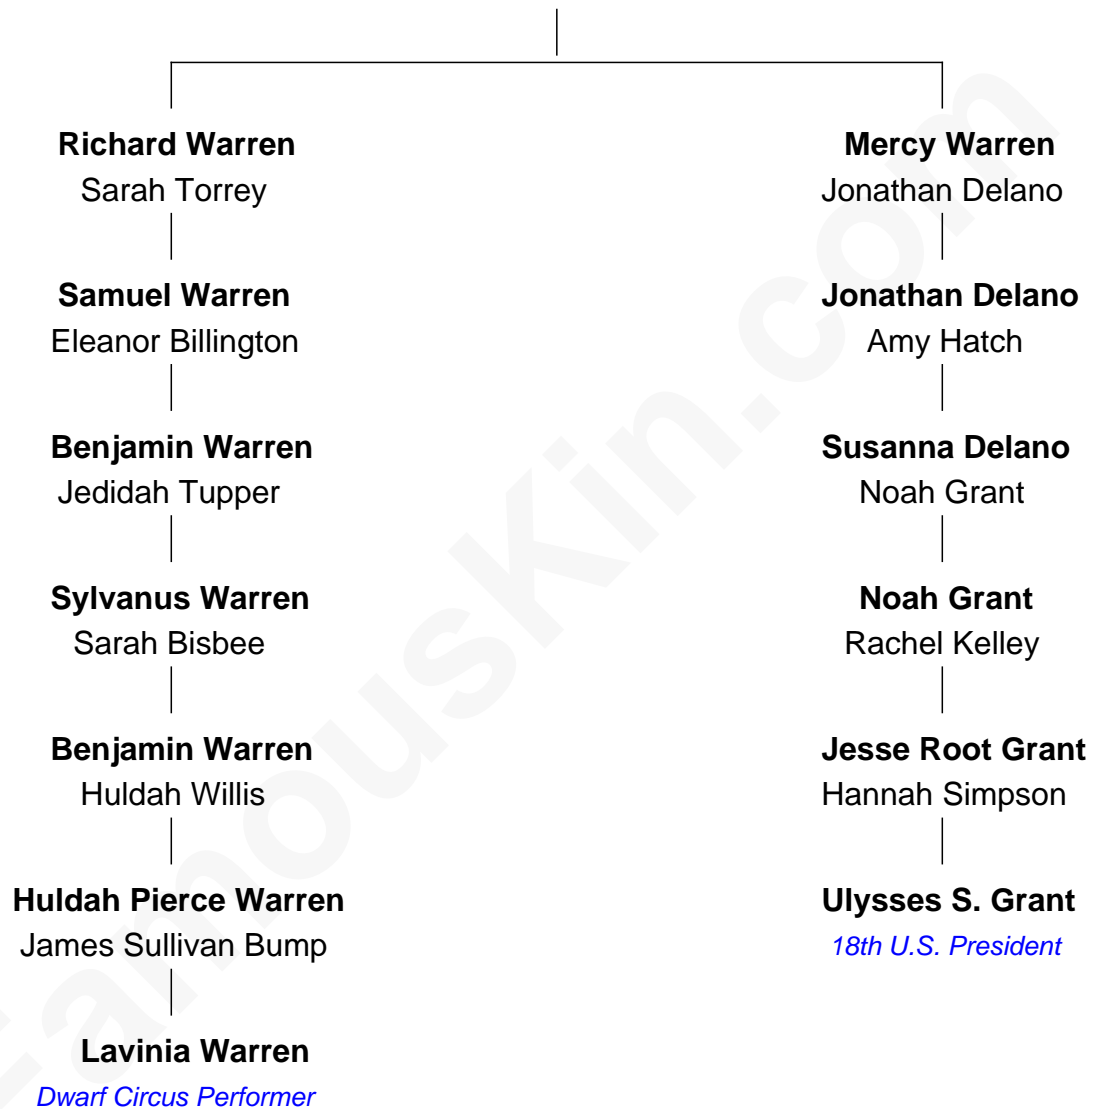 Richard Warren
Sarah Torrey
Samuel Warren
Eleanor Billington
Benjamin Warren
Jedidah Tupper
Sylvanus Warren
Sarah Bisbee
Benjamin Warren
Huldah Willis
Huldah Pierce Warren
James Sullivan Bump
Lavinia Warren
Dwarf Circus Performer
Mercy Warren
Jonathan Delano
Jonathan Delano
Amy Hatch
Susanna Delano
Noah Grant
Noah Grant
Rachel Kelley
Jesse Root Grant
Hannah Simpson
Ulysses S. Grant
18th U.S. President
FamousKin.com